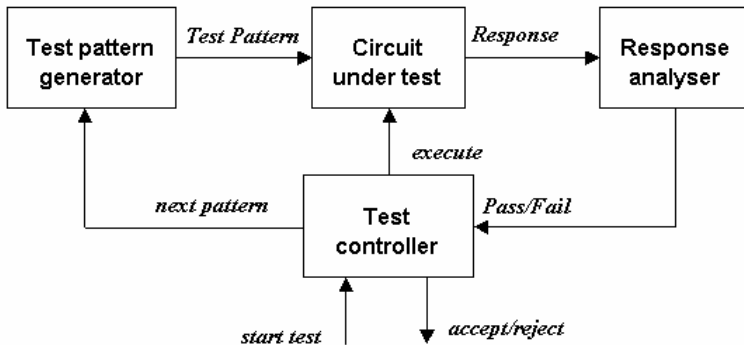 Test pattern
generator
Test Pattern
Circuit
under test
Response
Response
analyser
execute
next pattern
Test
controller
Pass/Fail
start test
accept/reject